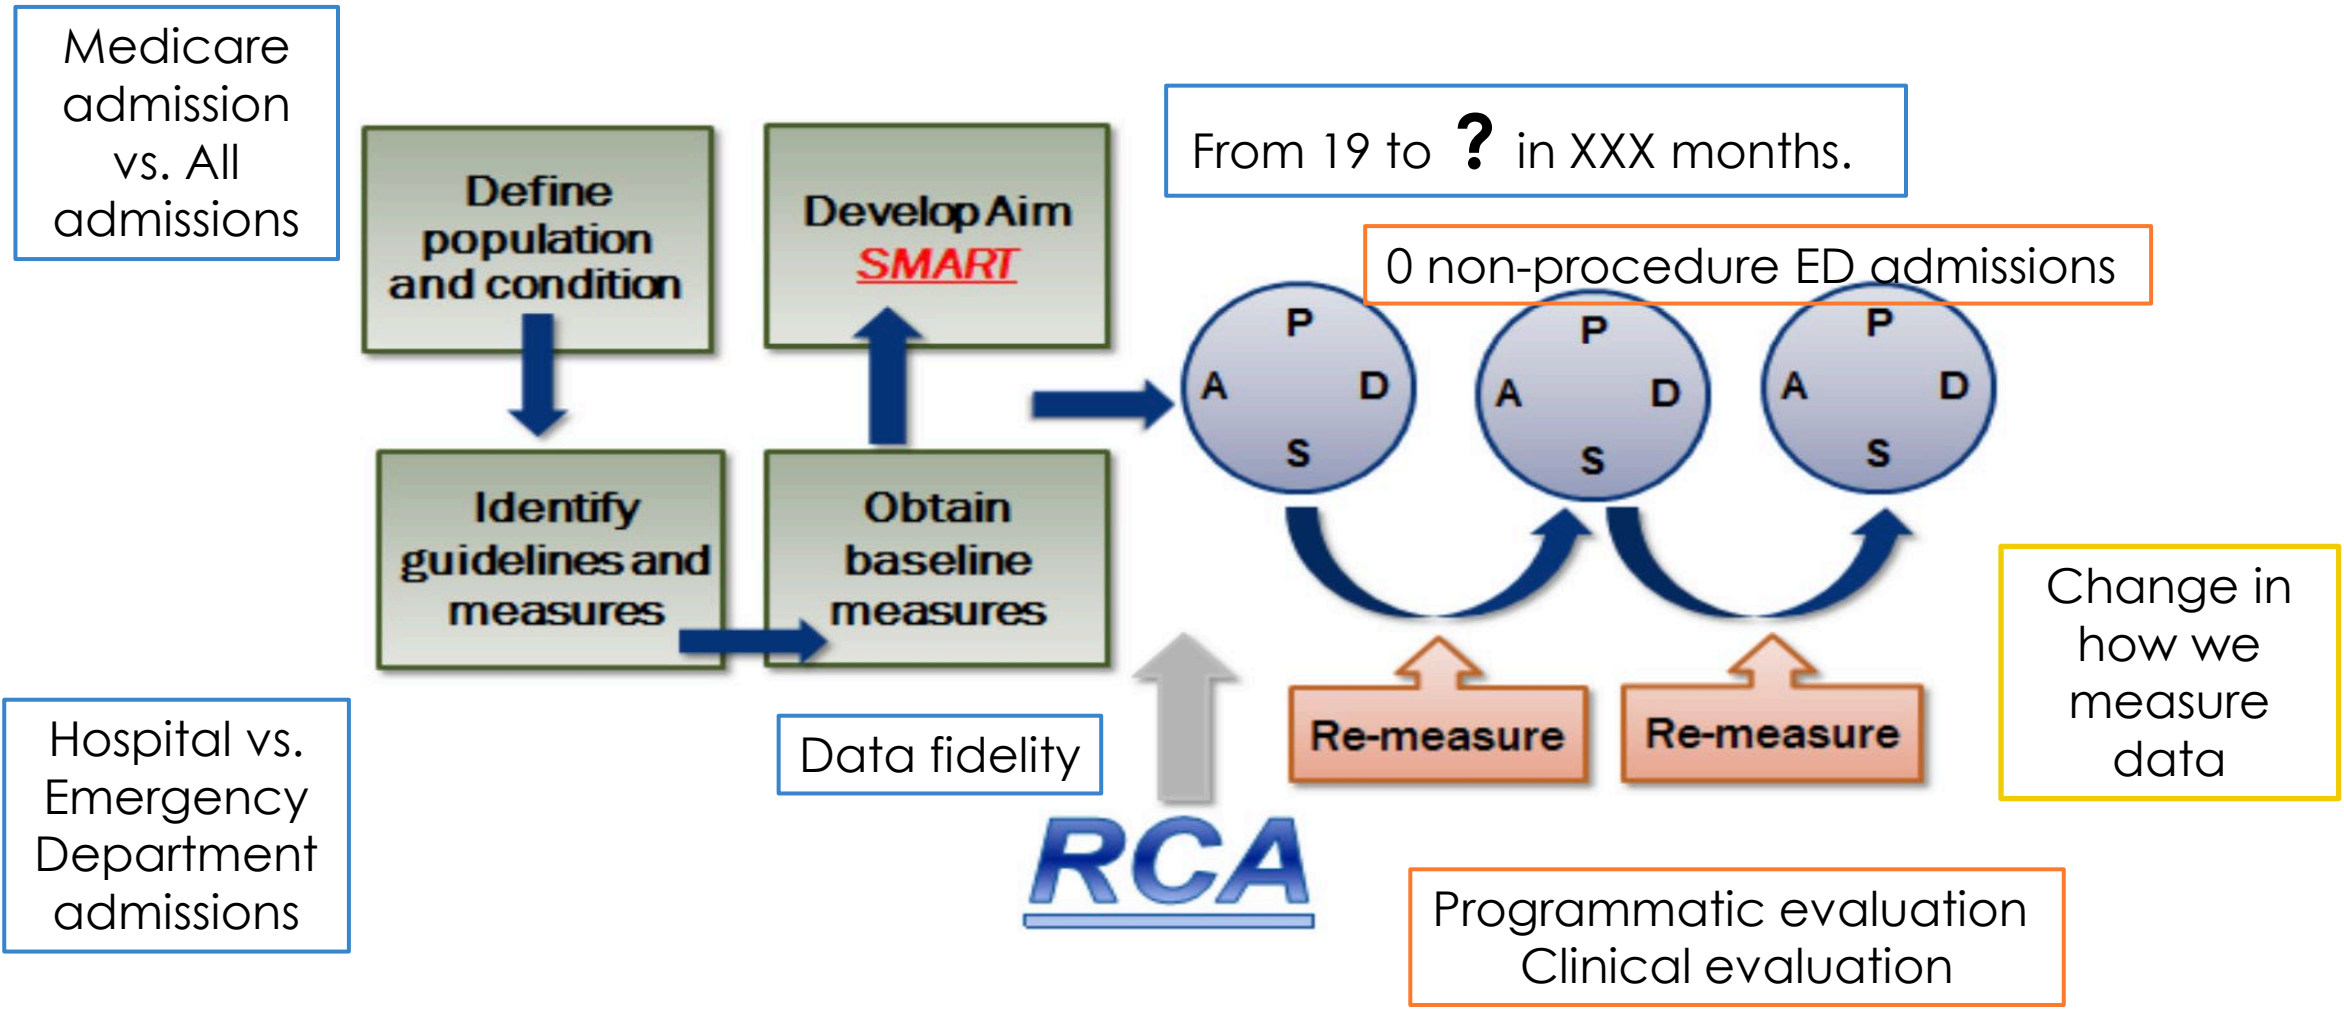 Medicare
admission
vs. All
admissions
Define
population
and condition
Develop Aim
SMART
From 19 to ? in XXX months.
0 non-procedure ED admissions
P
A D
S
P
A D
S
P
A D
S
Identify
guidelines and
measures
Obtain
baseline
measures
Change in
how we
measure
data
Hospital vs.
Emergency
Department
admissions
Data fidelity
Re-measure
Re-measure
RCA
Programmatic evaluation
Clinical evaluation